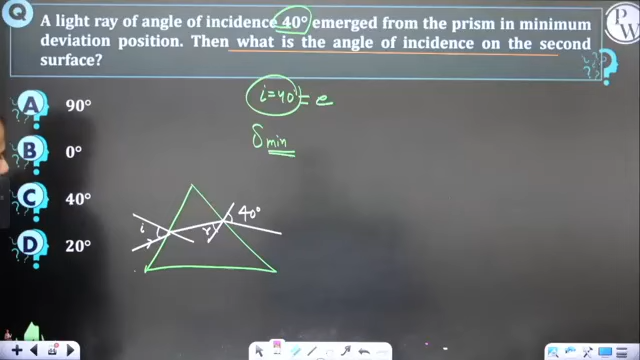 Q
A light ray of angle of incidence 40° emerged from the prism in minimum
deviation position. Then what is the angle of incidence on the second
surface?
PW
A 90°
B 0°
C 40°
D 20°
i=40° = e
δ min
i
r
40°